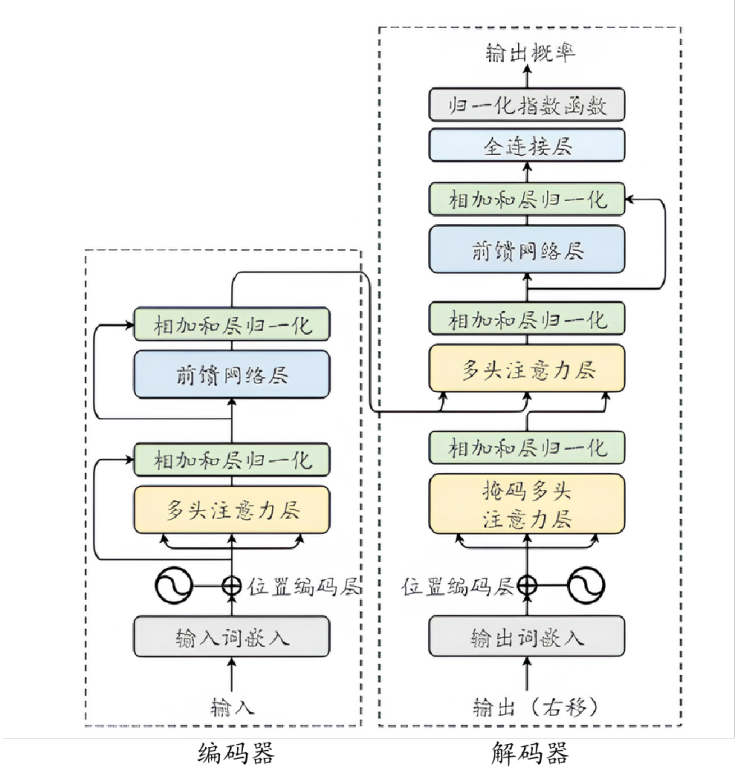 输出概率
归一化指数函数
全连接层
相加和层归一化
前馈网络层
相加和层归一化
多头注意力层
相加和层归一化
掩码多头
注意力层
位置编码层
输出词嵌入
输出（右移）
解码器
相加和层归一化
前馈网络层
相加和层归一化
多头注意力层
位置编码层
输入词嵌入
输入
编码器